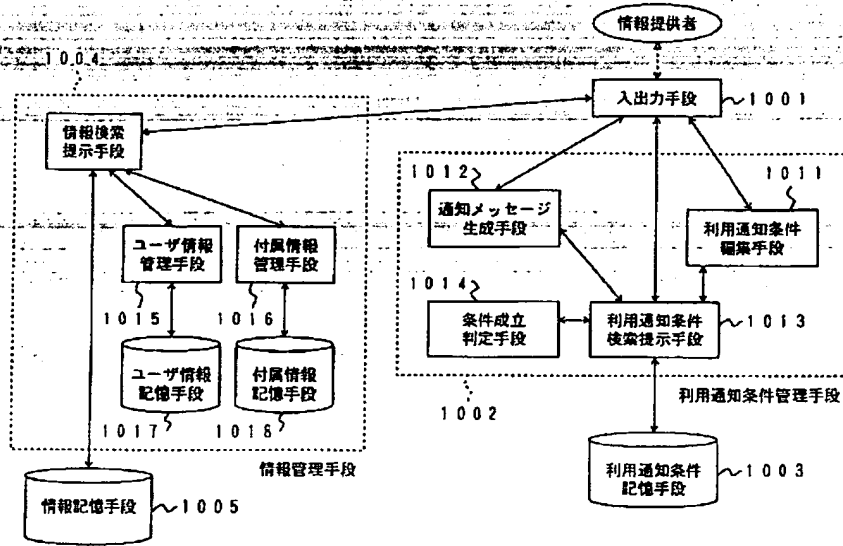 情報提供者
1004
入出力手段
1001
情報検索
提示手段
1012
1011
通知メッセージ
生成手段
利用通知条件
編集手段
ユーザ情報
管理手段
付属情報
管理手段
1014
1015
1016
条件成立
判定手段
利用通知条件
検索提示手段
1013
ユーザ情報
記憶手段
付属情報
記憶手段
利用通知条件管理手段
1002
1017
1018
情報管理手段
情報記憶手段
1005
利用通知条件
記憶手段
1003